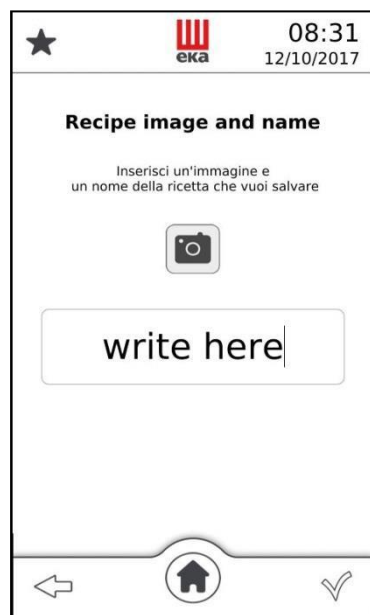 08:31
eka
12/10/2017
Recipe image and name
Inserisci un'immagine e
un nome della ricetta che vuoi salvare
write here